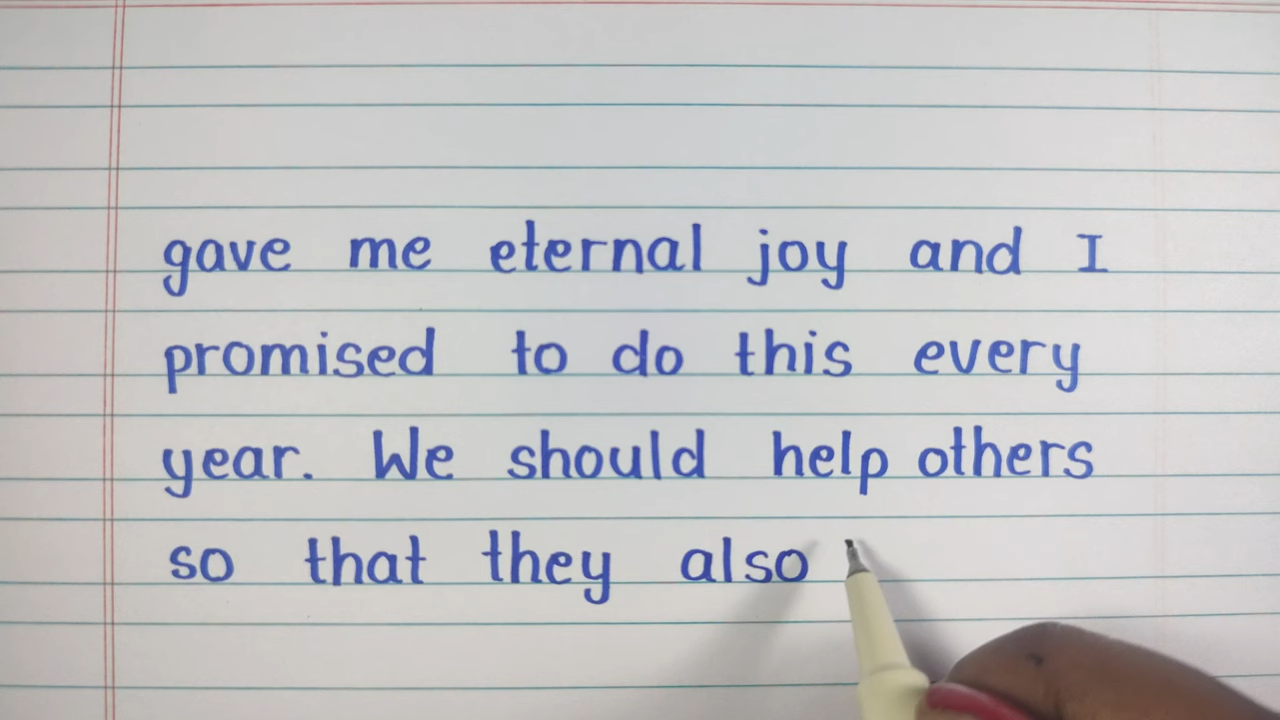 gave me eternal joy and I
promised to do this every
year. We should help others
so that they also